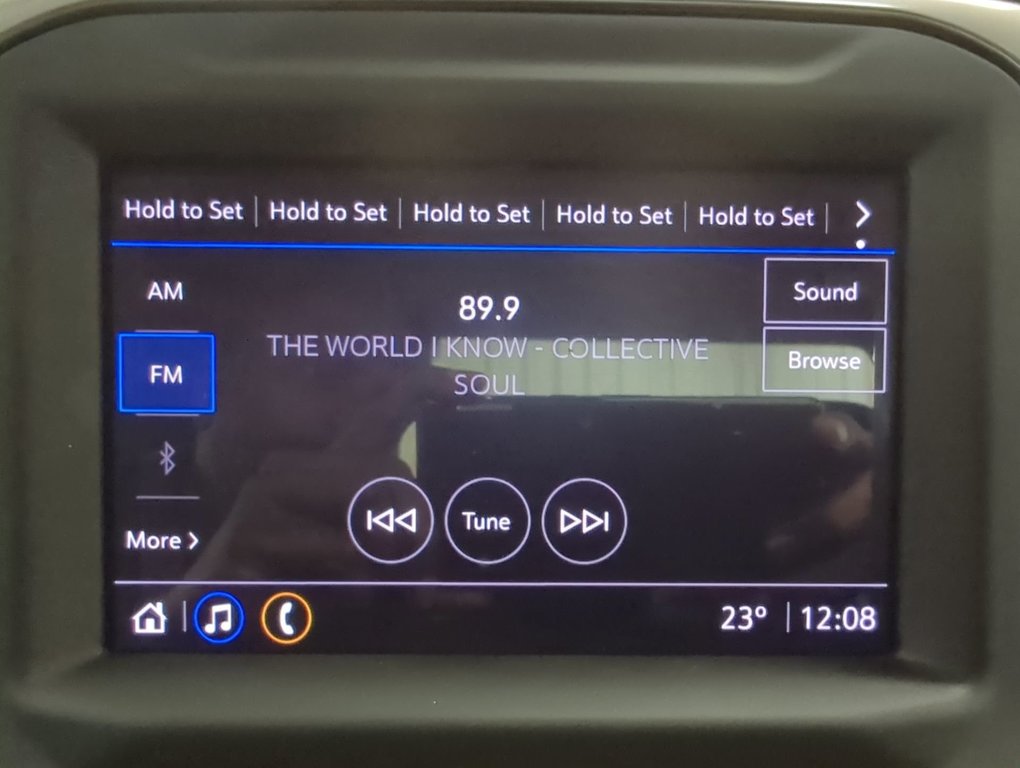 Hold to Set | Hold to Set | Hold to Set | Hold to Set | Hold to Set |
AM
89.9
Sound
THE WORLD I KNOW - COLLECTIVE
SOUL
Browse
FM
Tune
More >
23° | 12:08